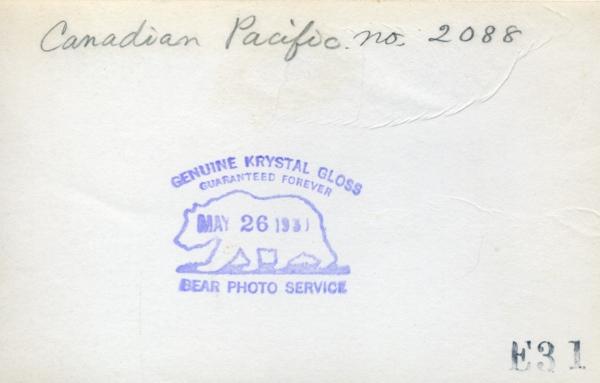 Canadian Pacific no. 2088
GENUINE KRYSTAL GLOSS
GUARANTEED FOREVER
MAY 26 1931
BEAR PHOTO SERVICE
E31